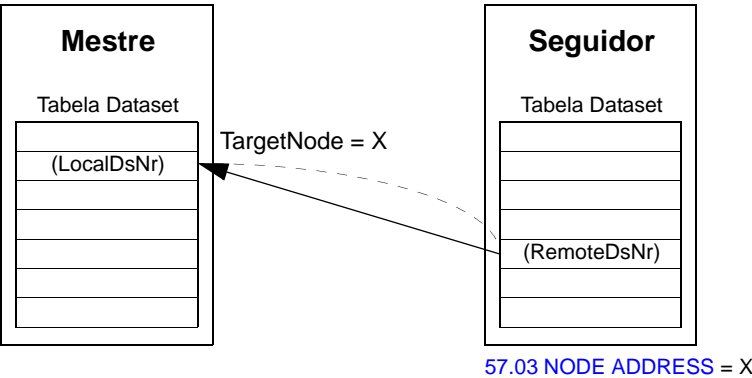 Mestre
Tabela Dataset
(LocalDsNr)
TargetNode = X
Seguidor
Tabela Dataset
(RemoteDsNr)
57.03 NODE ADDRESS = X